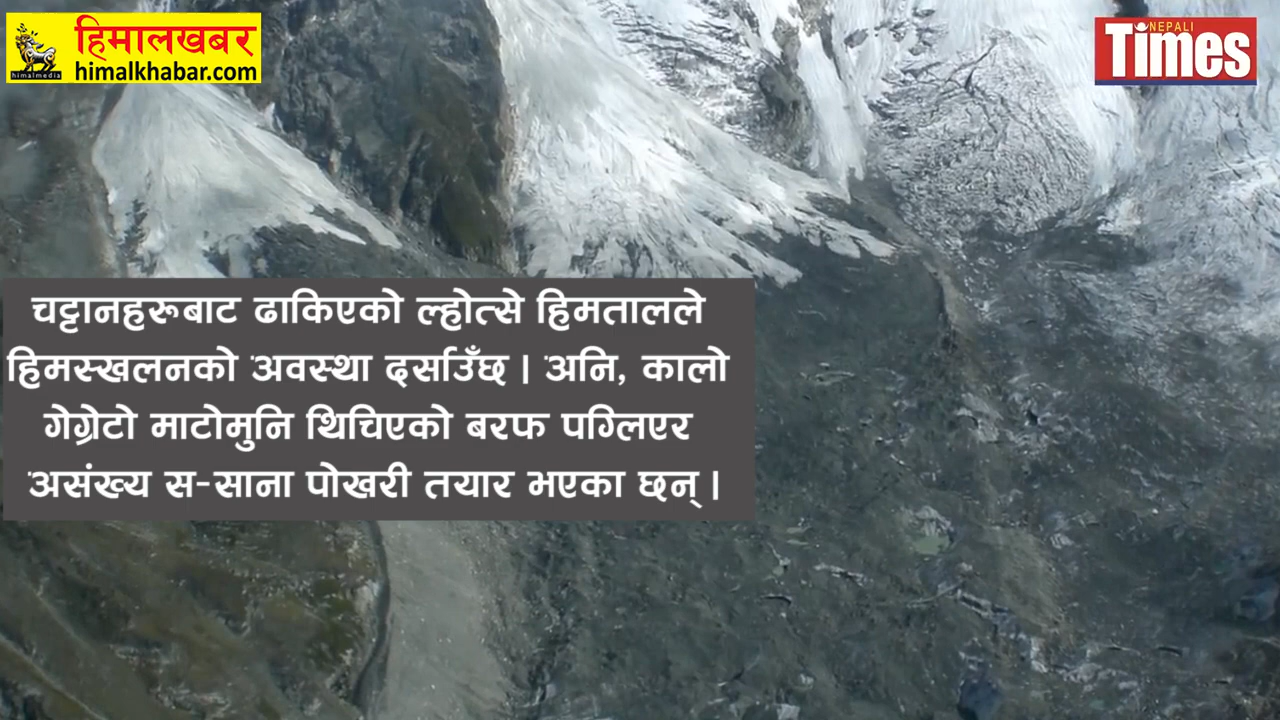 हिमालखबर
himalmedia
himalkhabar.com
NEPALI
Times
चट्टानहरूबाट ढाकिएको ल्होत्से हिमतालले
हिमस्खलनको अवस्था दर्साउँछ । अनि, कालो
गेग्रेटो माटोमुनि थिचिएको बरफ पग्लिएर
असंख्य स-साना पोखरी तयार भएका छन् ।